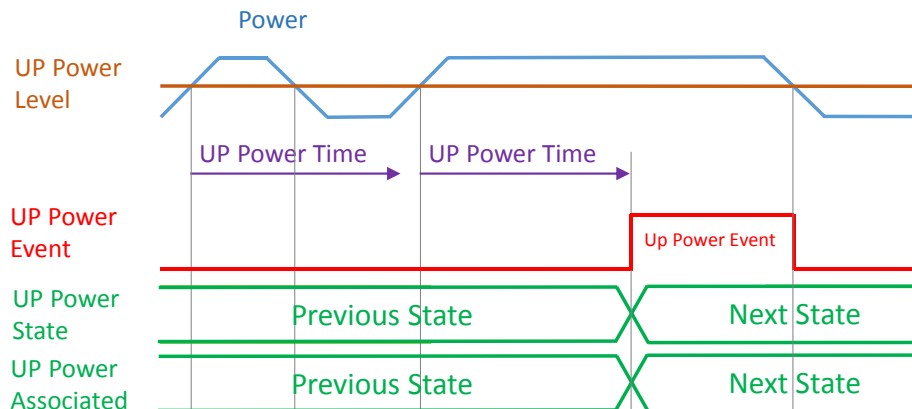 Power
UP Power
Level
UP Power Time
UP Power Time
UP Power
Event
Up Power Event
UP Power
State
Previous State
Next State
UP Power
Associated
Previous State
Next State